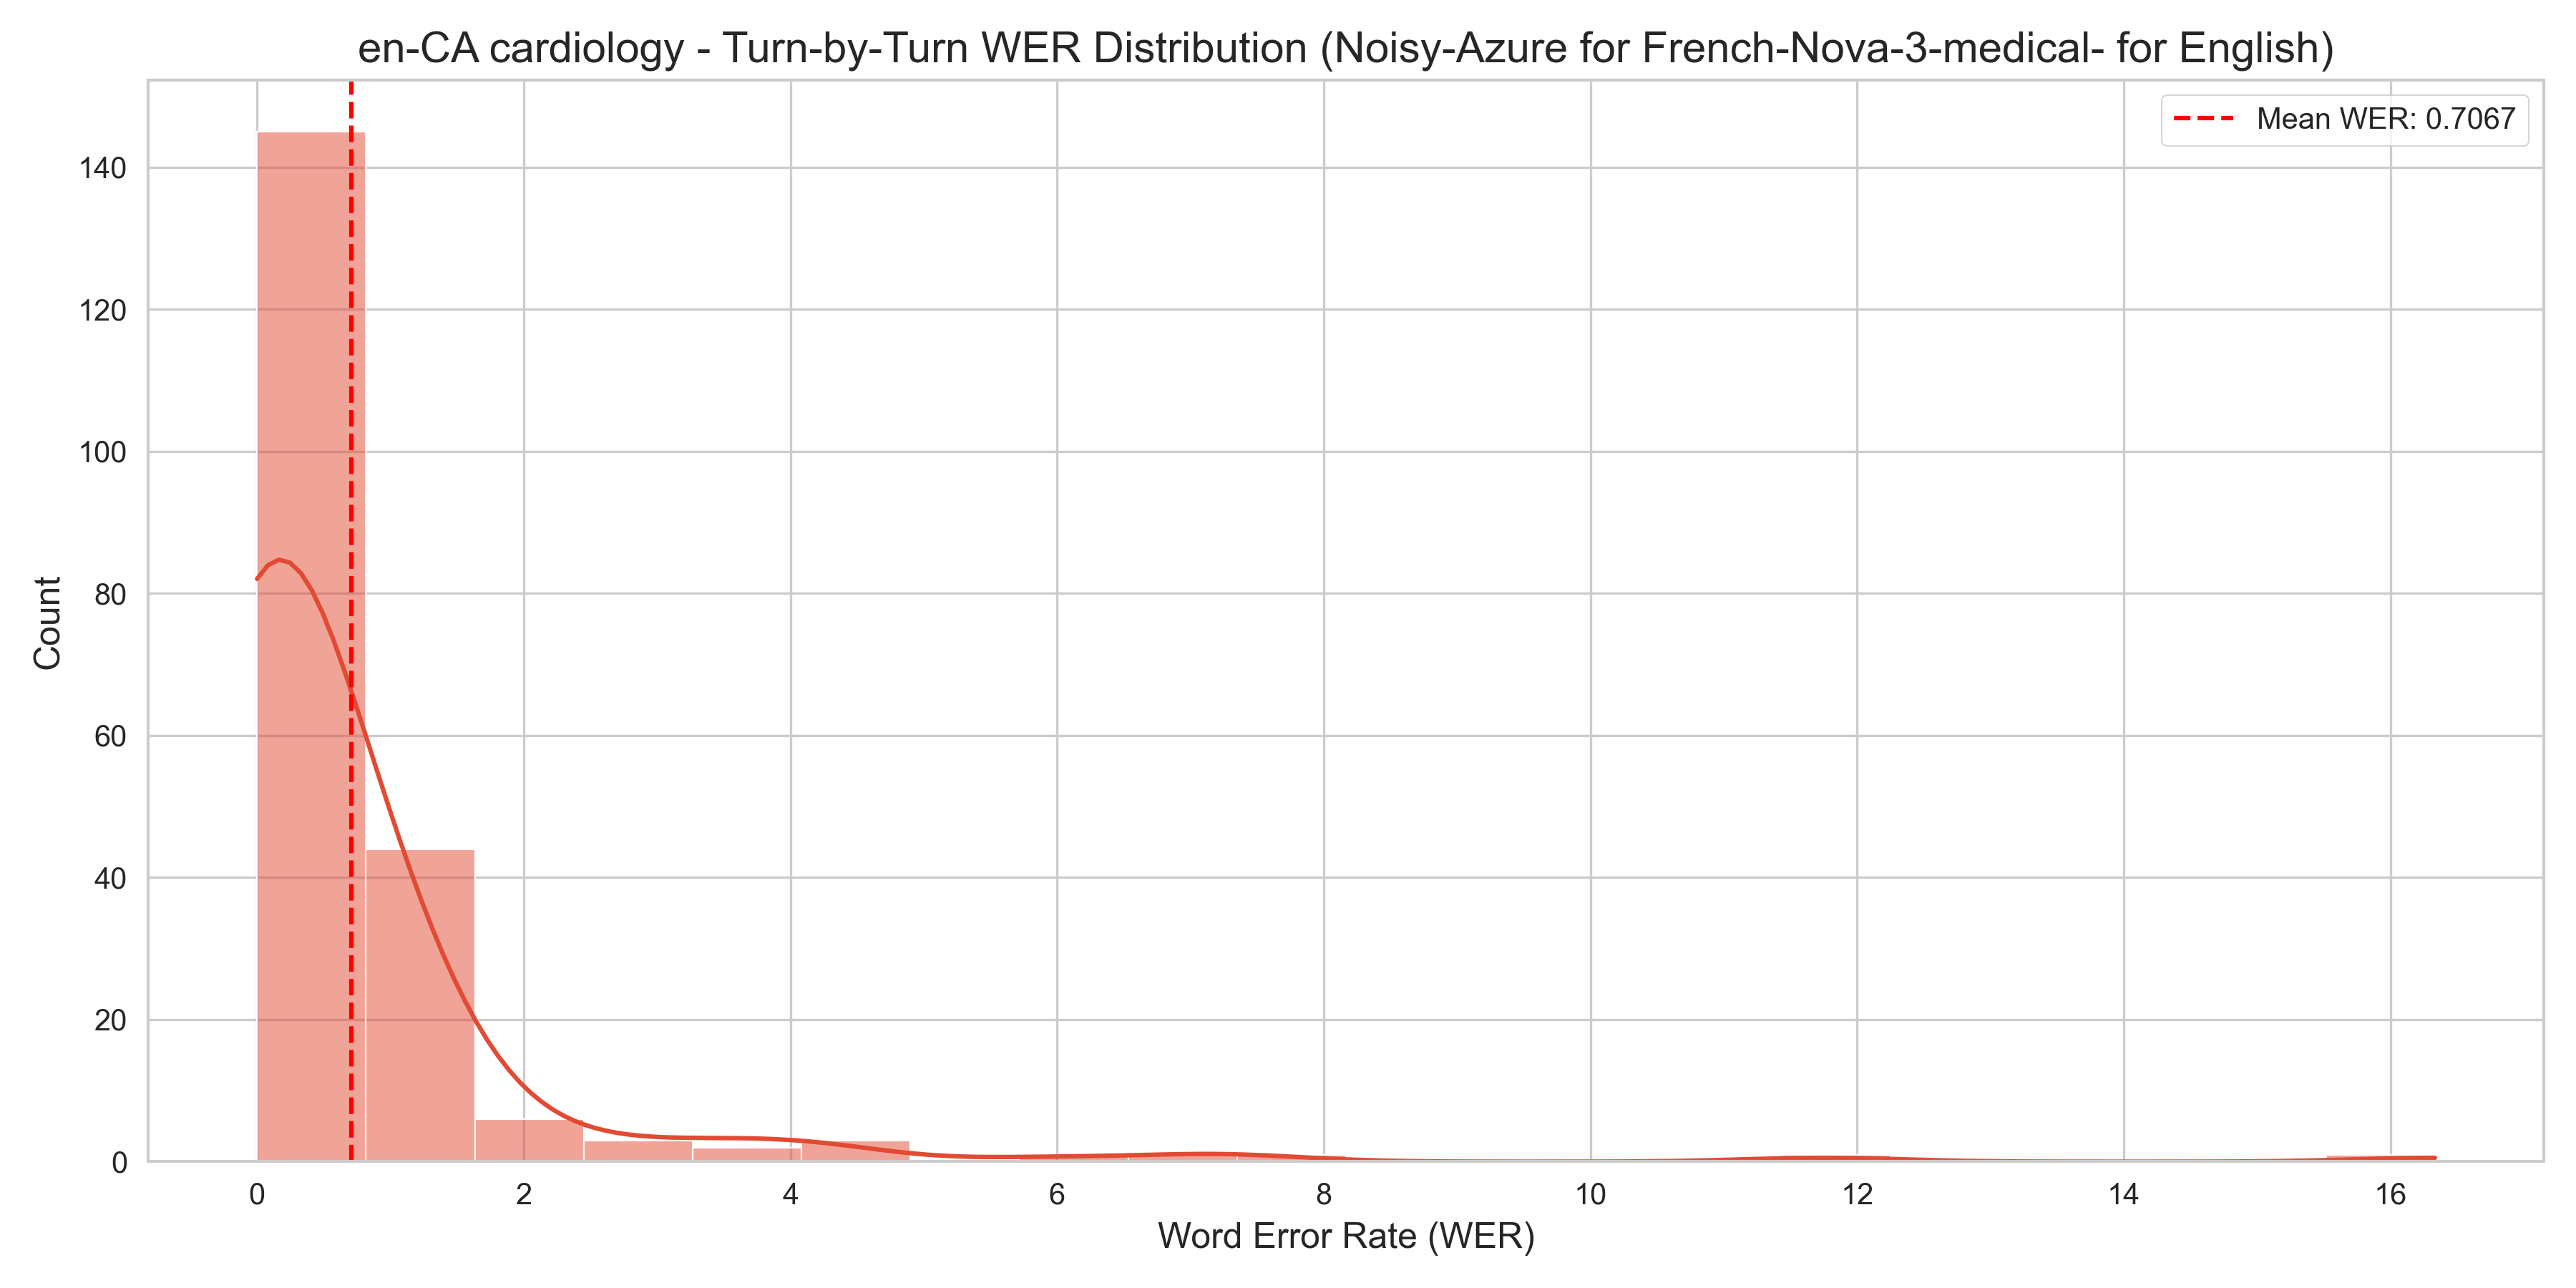 en-CA cardiology - Turn-by-Turn WER Distribution (Noisy-Azure for French-Nova-3-medical- for English)
Mean WER: 0.7067
140
120
100
80
60
40
20
0
Count
0 2 4 6 8 10 12 14 16
Word Error Rate (WER)